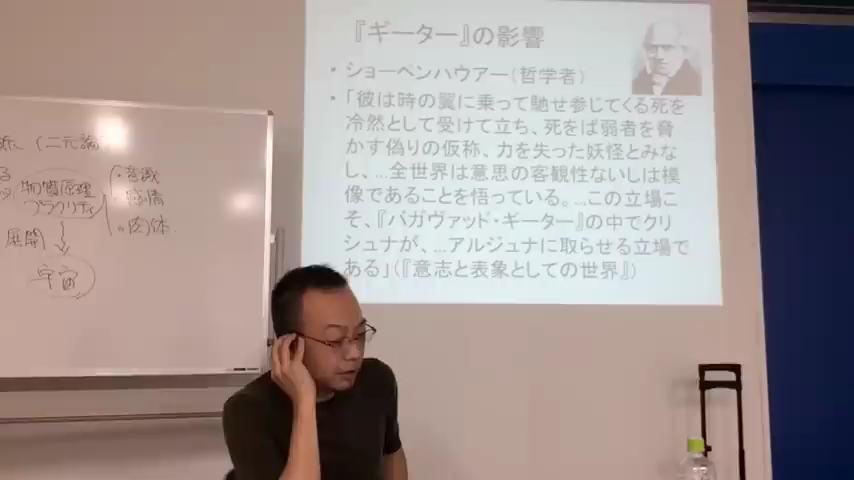 『ギーター』の影響
・ショーペンハウアー（哲学者）
・「彼は時の翼に乗って馳せ参じてくる死を
冷然として受けて立ち、死をば弱者を脅
かす偽りの仮称、力を失った妖怪とみな
し、…全世界は意思の客観性ないしは模
像であることを悟っている。…この立場こ
そ、『バガヴァッド・ギーター』の中でクリ
シュナが、…アルジュナに取らせる立場で
ある」（『意志と表象としての世界』）
（二元論
物質原理
プラクリティ
・意識
・感情
・肉体
展開
宇宙